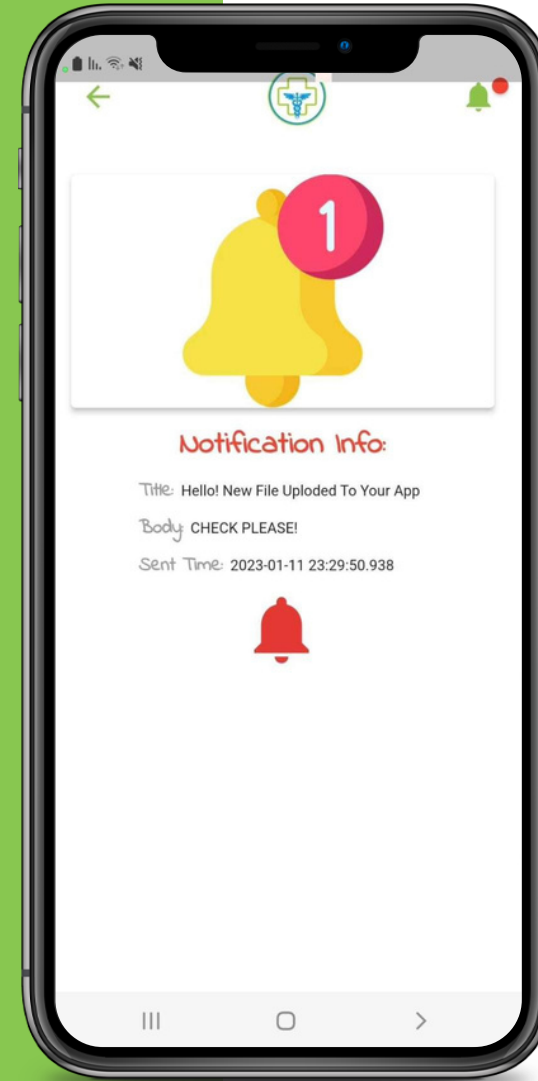 1
Notification Info:
Title: Hello! New File Uploded To Your App
Body: CHECK PLEASE!
Sent Time: 2023-01-11 23:29:50.938